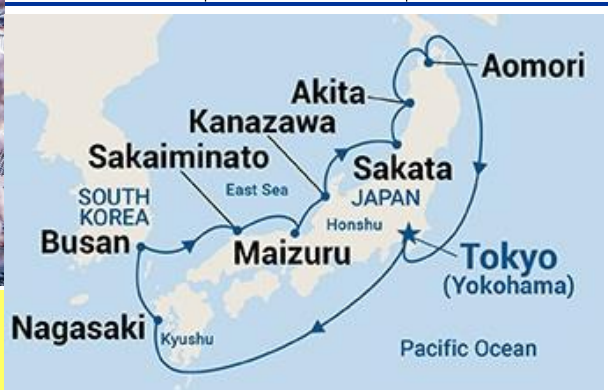 Aomori
Akita
Kanazawa
Sakaiminato
Sakata
East Sea
SOUTH
KOREA
JAPAN
Honshu
Busan
Maizuru
Tokyo
(Yokohama)
Nagasaki
Kyushu
Pacific Ocean